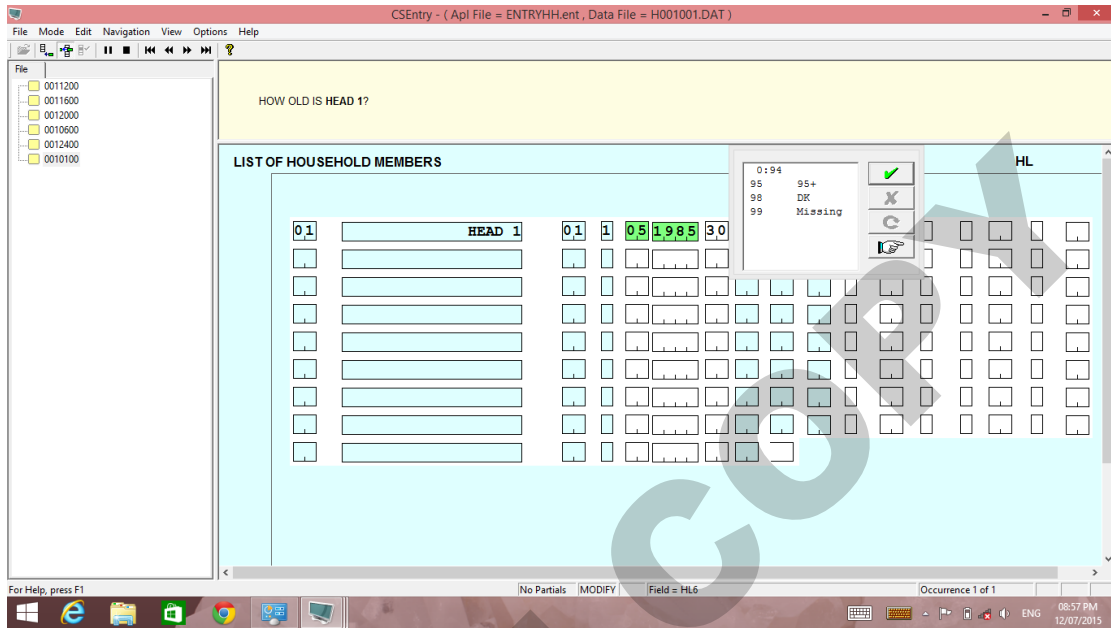 CSEntry - ( Apl File = ENTRYHH.ent , Data File = H001001.DAT )
File Mode Edit Navigation View Options Help
File
0011200
0011600
0012000
0010600
0012400
0010100
HOW OLD IS HEAD 1?
LIST OF HOUSEHOLD MEMBERS HL
0:94
95 95+
98 DK
99 Missing
01 HEAD 1 01 1 05 1985 30
COPY
For Help, press F1 No Partials MODIFY Field = HL6 Occurrence 1 of 1
ENG 08:57 PM
12/07/2015